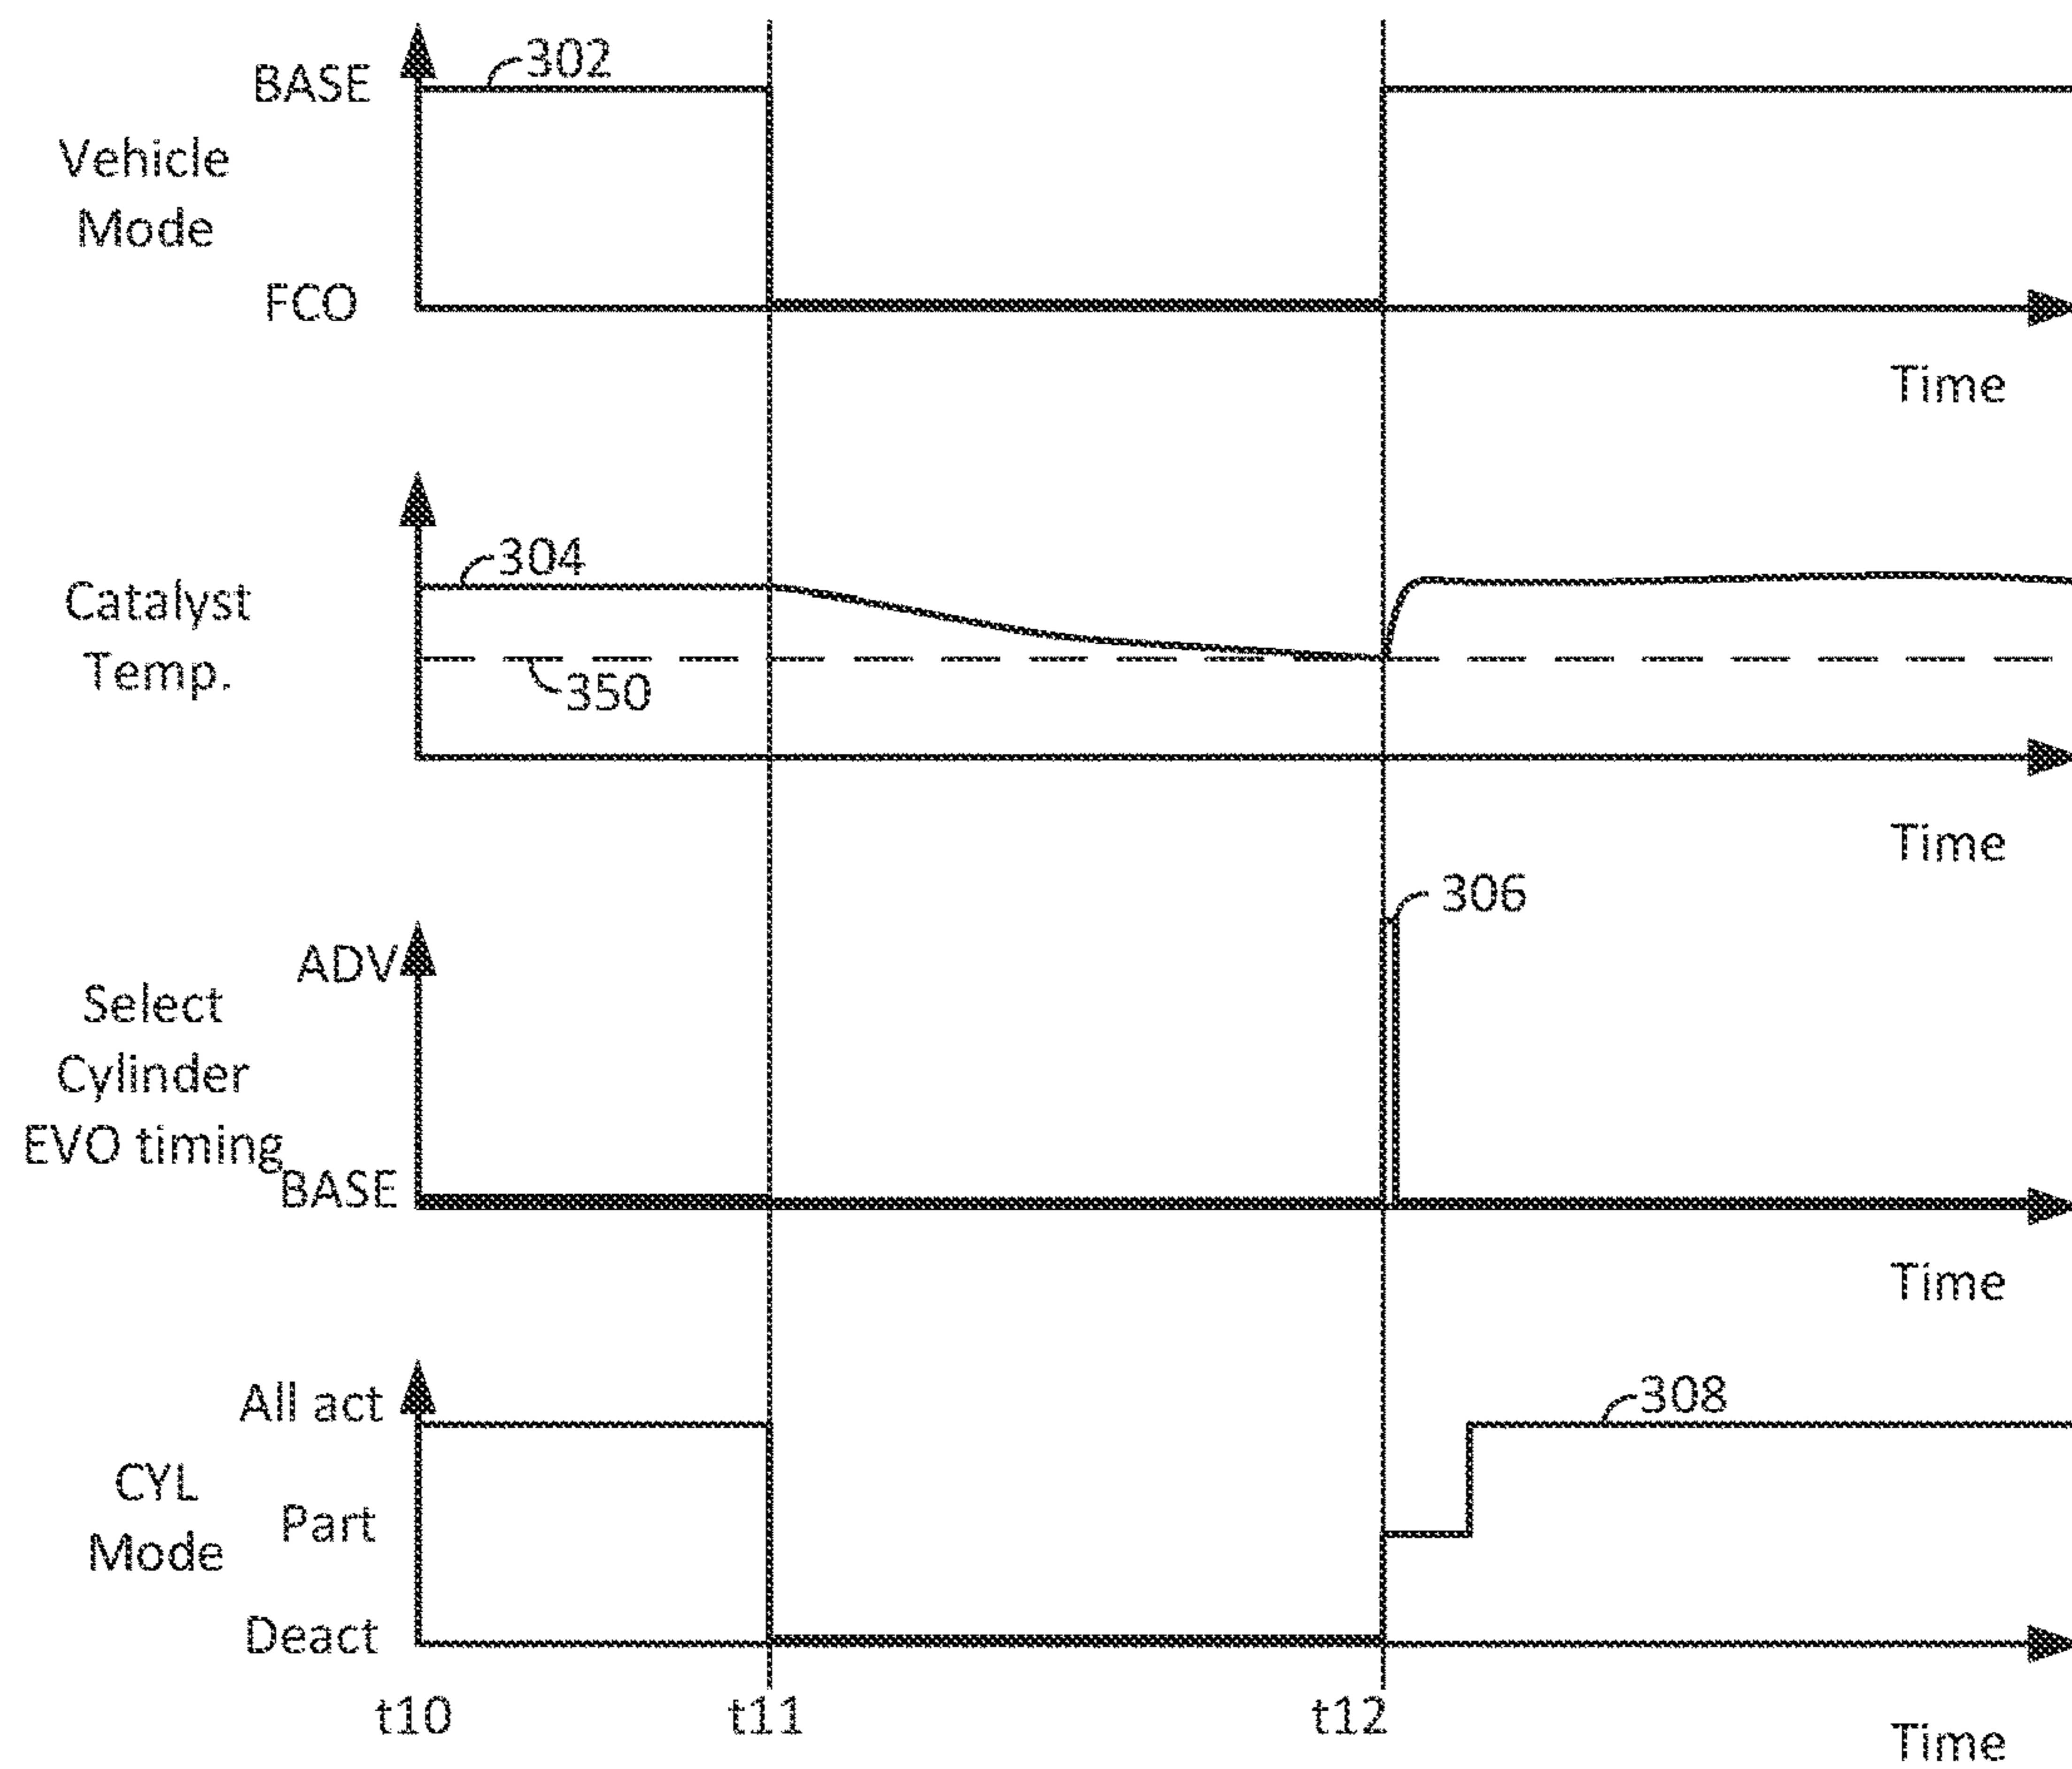 302
BASE
Vehicle
Mode
FCO
Time
304
Catalyst
Temp.
350
Time
306
ADV
Select
Cylinder
EVO timing
BASE
Time
All act
308
CYL
Mode
Part
Deact
t10
t11
t12
Time